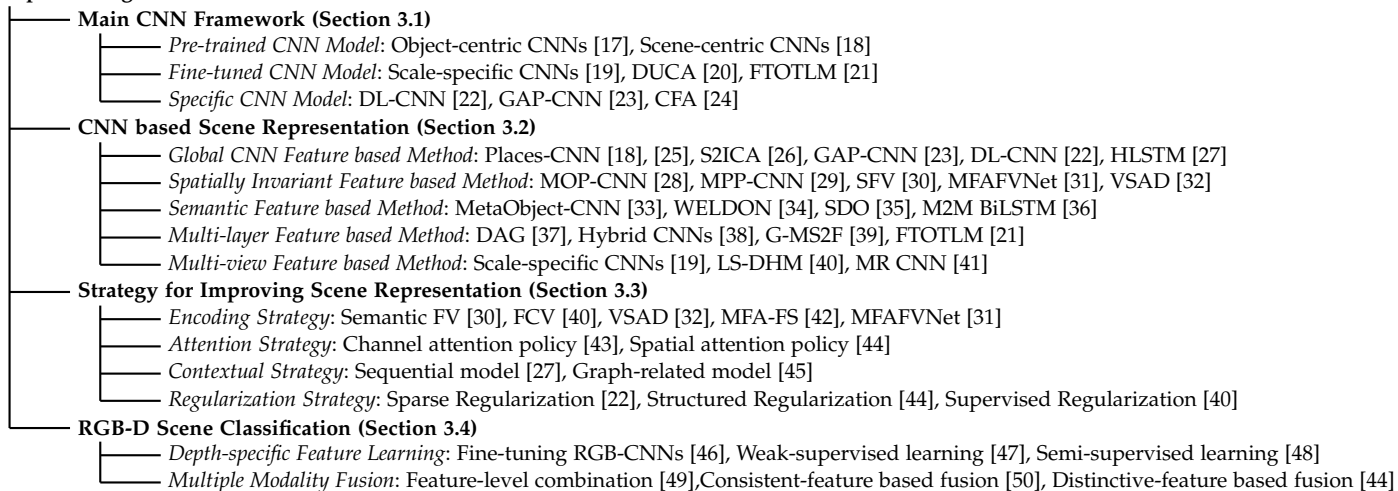 Main CNN Framework (Section 3.1)
Pre-trained CNN Model: Object-centric CNNs [17], Scene-centric CNNs [18]
Fine-tuned CNN Model: Scale-specific CNNs [19], DUCA [20], FTOTLM [21]
Specific CNN Model: DL-CNN [22], GAP-CNN [23], CFA [24]
CNN based Scene Representation (Section 3.2)
Global CNN Feature based Method: Places-CNN [18], [25], S2ICA [26], GAP-CNN [23], DL-CNN [22], HLSTM [27]
Spatially Invariant Feature based Method: MOP-CNN [28], MPP-CNN [29], SFV [30], MFAFVNet [31], VSAD [32]
Semantic Feature based Method: MetaObject-CNN [33], WELDON [34], SDO [35], M2M BiLSTM [36]
Multi-layer Feature based Method: DAG [37], Hybrid CNNs [38], G-MS2F [39], FTOTLM [21]
Multi-view Feature based Method: Scale-specific CNNs [19], LS-DHM [40], MR CNN [41]
Strategy for Improving Scene Representation (Section 3.3)
Encoding Strategy: Semantic FV [30], FCV [40], VSAD [32], MFA-FS [42], MFAFVNet [31]
Attention Strategy: Channel attention policy [43], Spatial attention policy [44]
Contextual Strategy: Sequential model [27], Graph-related model [45]
Regularization Strategy: Sparse Regularization [22], Structured Regularization [44], Supervised Regularization [40]
RGB-D Scene Classification (Section 3.4)
Depth-specific Feature Learning: Fine-tuning RGB-CNNs [46], Weak-supervised learning [47], Semi-supervised learning [48]
Multiple Modality Fusion: Feature-level combination [49],Consistent-feature based fusion [50], Distinctive-feature based fusion [44]